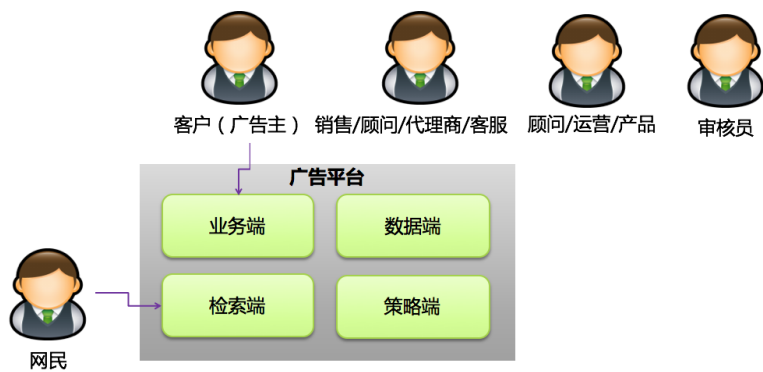 客户（广告主）
销售/顾问/代理商/客服
顾问/运营/产品
审核员
广告平台
业务端
数据端
检索端
策略端
网民